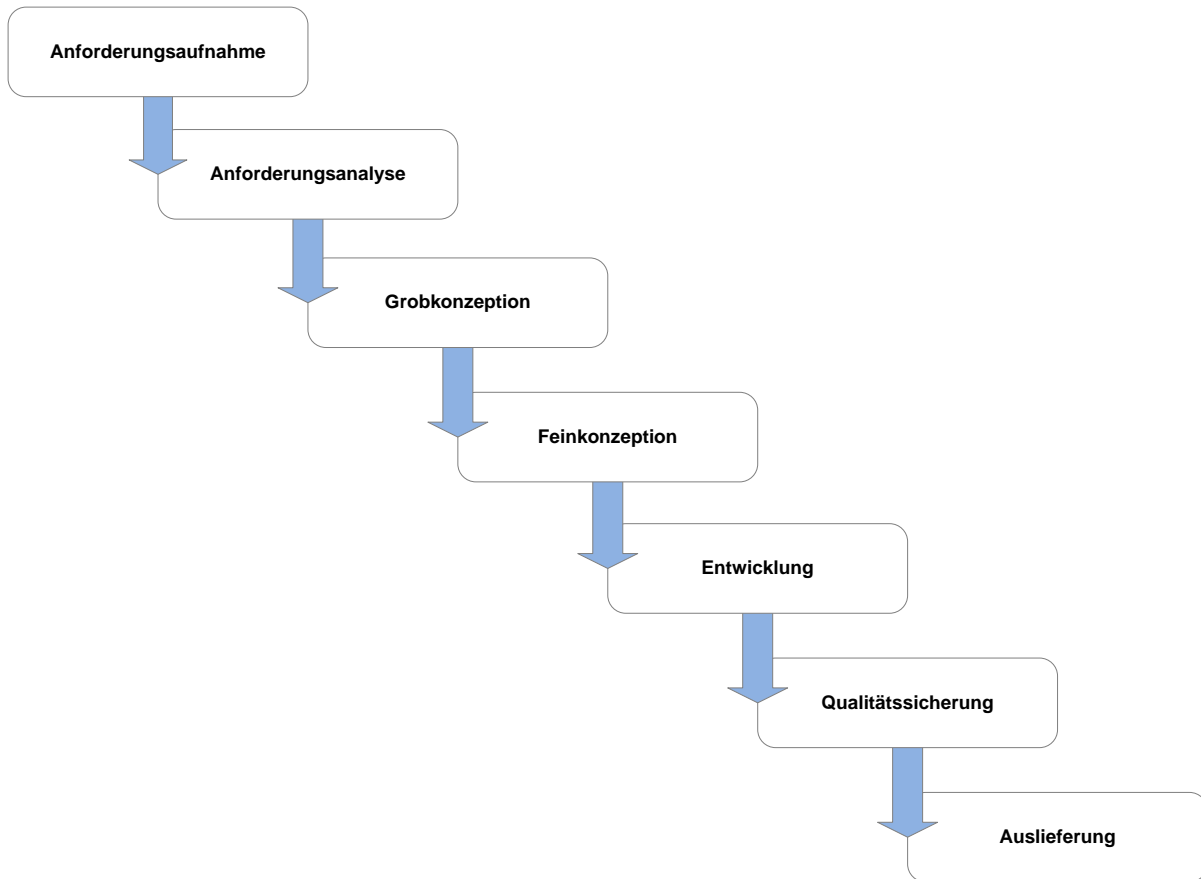 Anforderungsaufnahme
Anforderungsanalyse
Grobkonzeption
Feinkonzeption
Entwicklung
Qualitätssicherung
Auslieferung